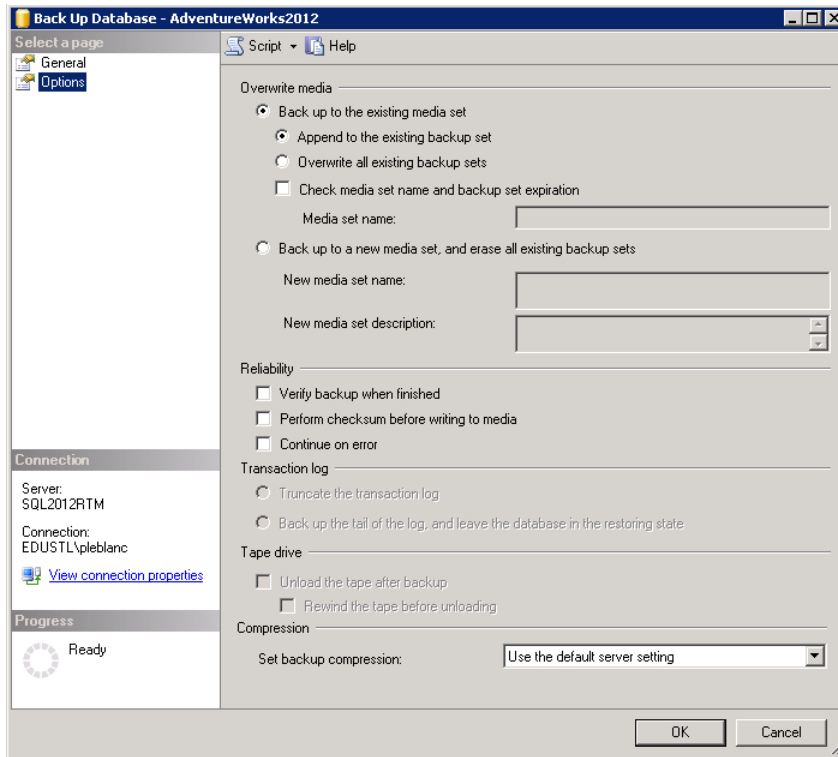 Back Up Database - AdventureWorks2012
Select a page
General
Options
Script
Help
Overwrite media
Back up to the existing media set
Append to the existing backup set
Overwrite all existing backup sets
Check media set name and backup set expiration
Media set name:
Back up to a new media set, and erase all existing backup sets
New media set name:
New media set description:
Reliability
Verify backup when finished
Perform checksum before writing to media
Continue on error
Transaction log
Truncate the transaction log
Back up the tail of the log, and leave the database in the restoring state
Tape drive
Unload the tape after backup
Rewind the tape before unloading
Compression
Set backup compression:
Use the default server setting
Connection
Server:
SQL2012RTM
Connection:
EDUSTL\pleblanc
View connection properties
Progress
Ready
OK
Cancel